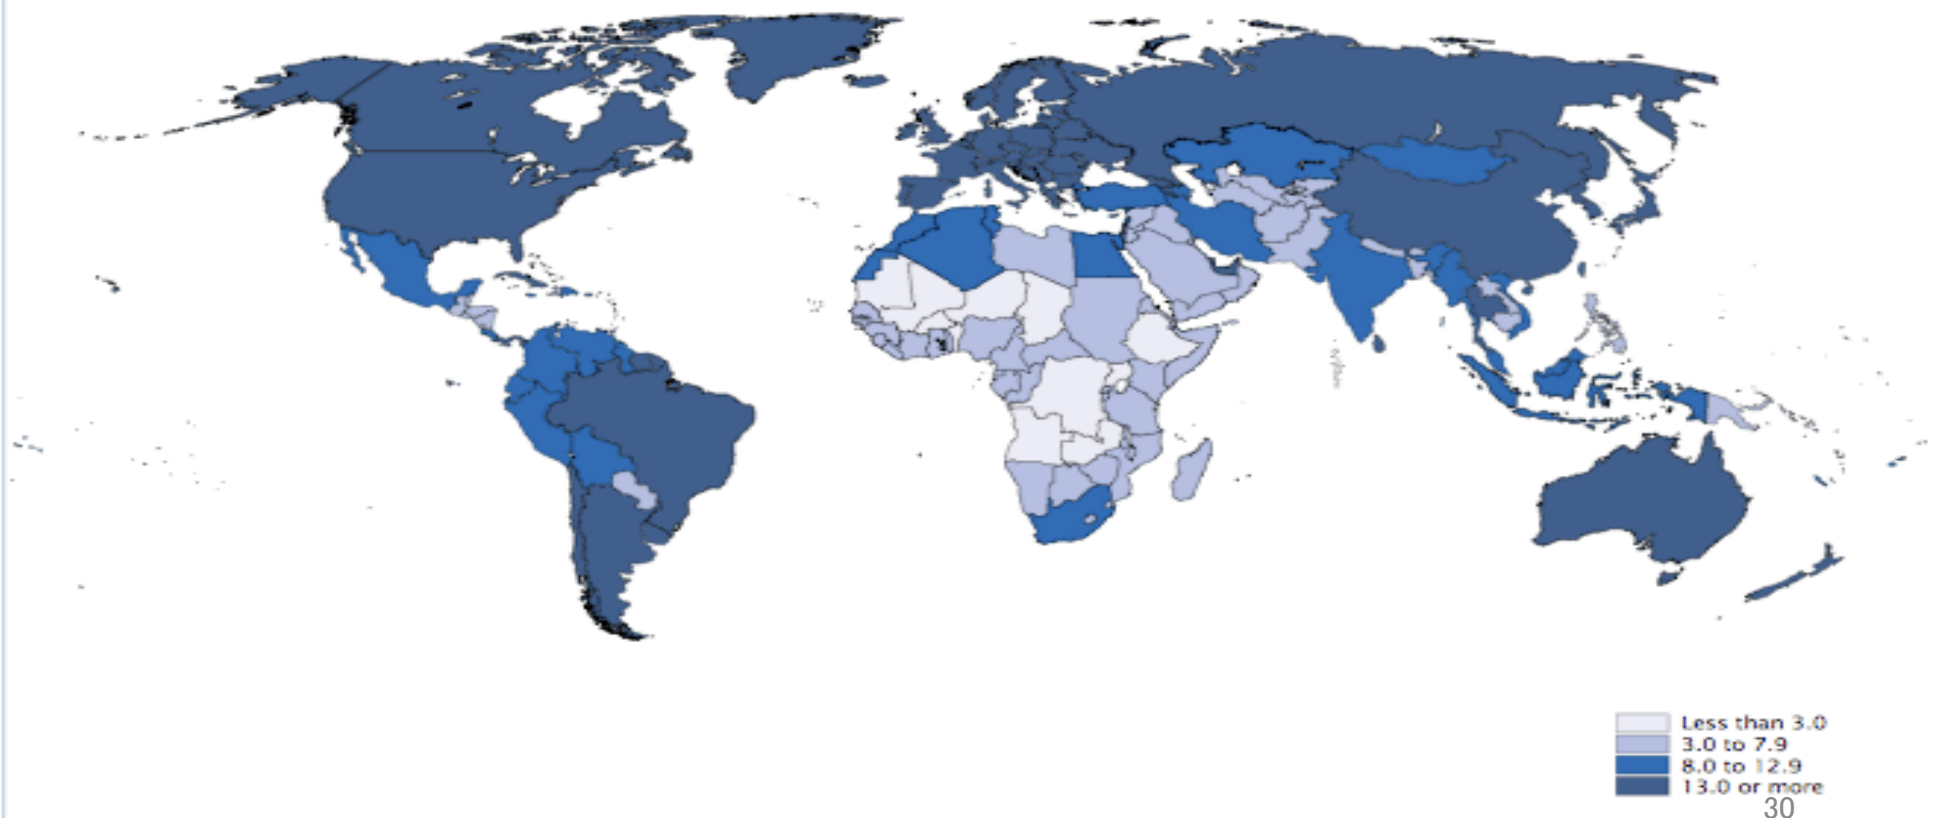 Less than 3.0
3.0 to 7.9
8.0 to 12.9
13.0 or more
30